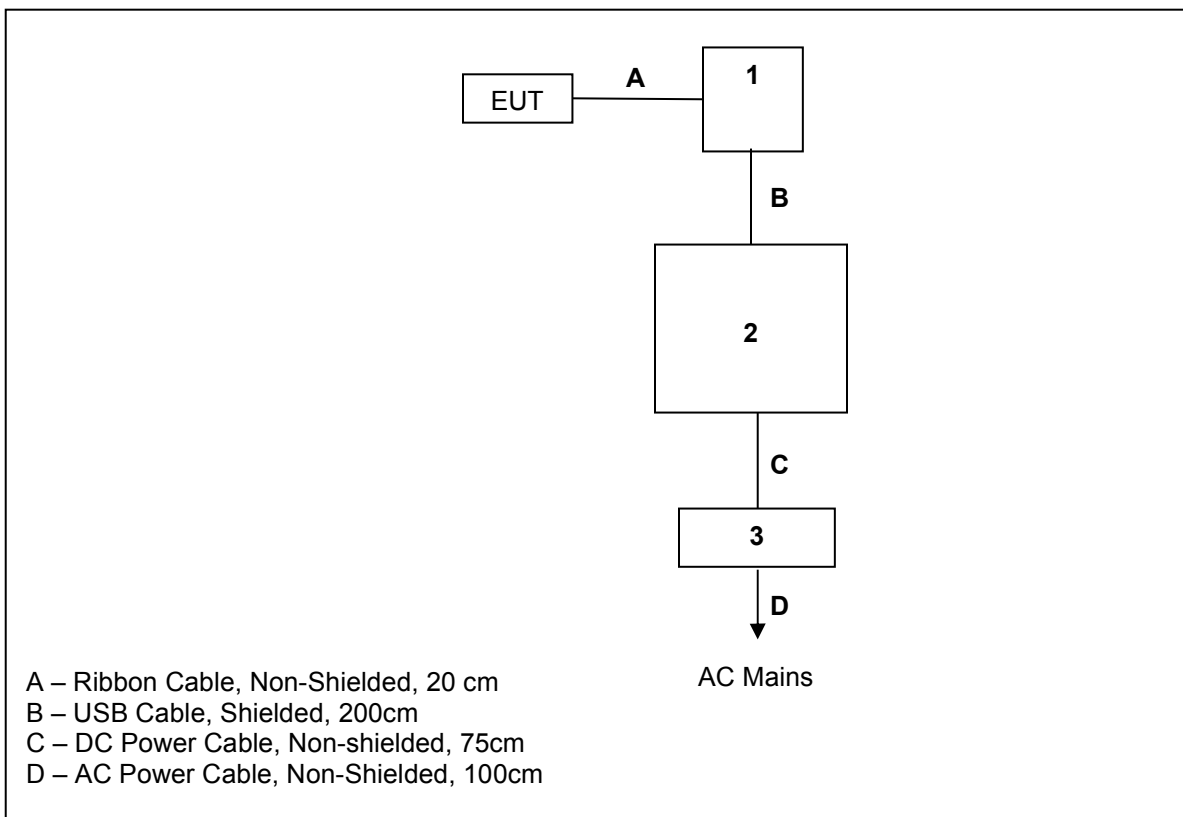 A
1
EUT
B
2
C
3
D
AC Mains
A – Ribbon Cable, Non-Shielded, 20 cm
B – USB Cable, Shielded, 200cm
C – DC Power Cable, Non-shielded, 75cm
D – AC Power Cable, Non-Shielded, 100cm